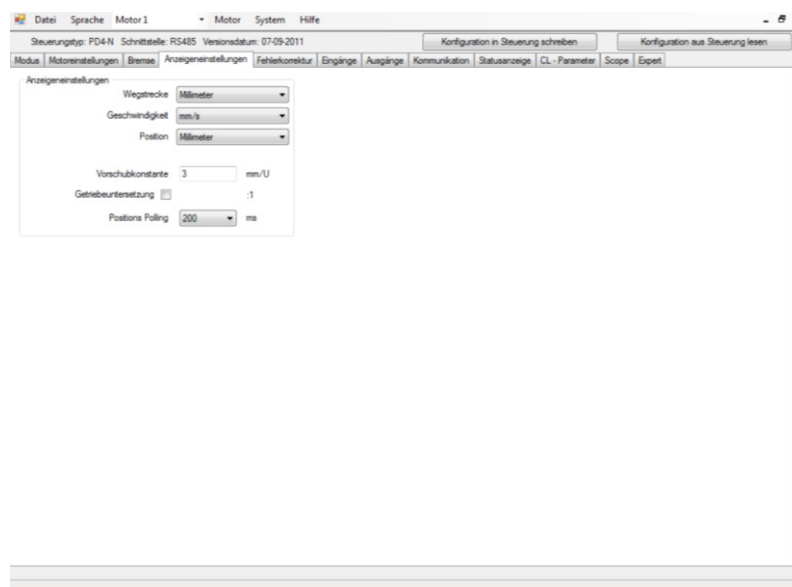 Datei Sprache Motor 1 Motor System Hilfe
Steuerungstyp: PD4-N Schnittstelle: RS485 Versionsdatum: 07-09-2011 Konfiguration in Steuerung schreiben Konfiguration aus Steuerung lesen
Modus Motoreinstellungen Bremse Anzeigeneinstellungen Fehlerkorrektur Eingänge Ausgänge Kommunikation Statusanzeige CL - Parameter Scope Expert
Anzeigeneinstellungen
Wegstrecke Millimeter
Geschwindigkeit mm/s
Position Millimeter
Vorschubkonstante 3 mm/U
Getriebeuntersetzung :1
Positions Polling 200 ms